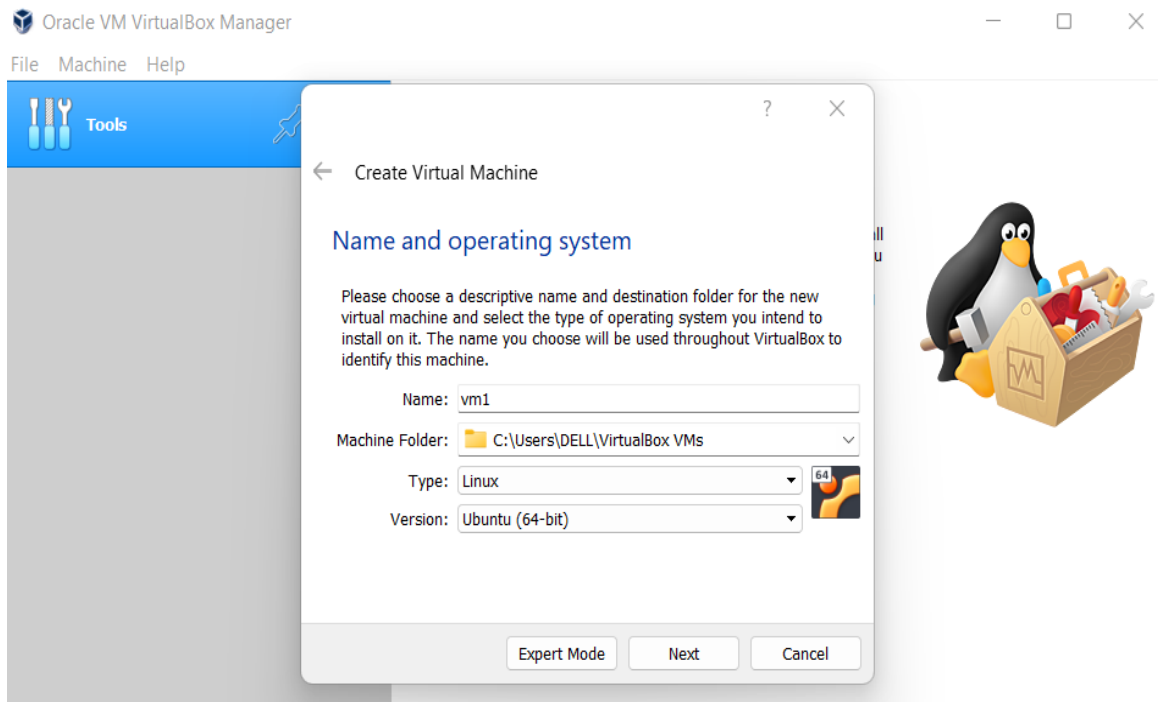 Oracle VM VirtualBox Manager
File Machine Help
Tools
?
Create Virtual Machine
Name and operating system
Please choose a descriptive name and destination folder for the new
virtual machine and select the type of operating system you intend to
install on it. The name you choose will be used throughout VirtualBox to
identify this machine.
Name: vm1
Machine Folder: C:\Users\DELL\VirtualBox VMs
Type: Linux
64
Version: Ubuntu (64-bit)
Expert Mode Next Cancel